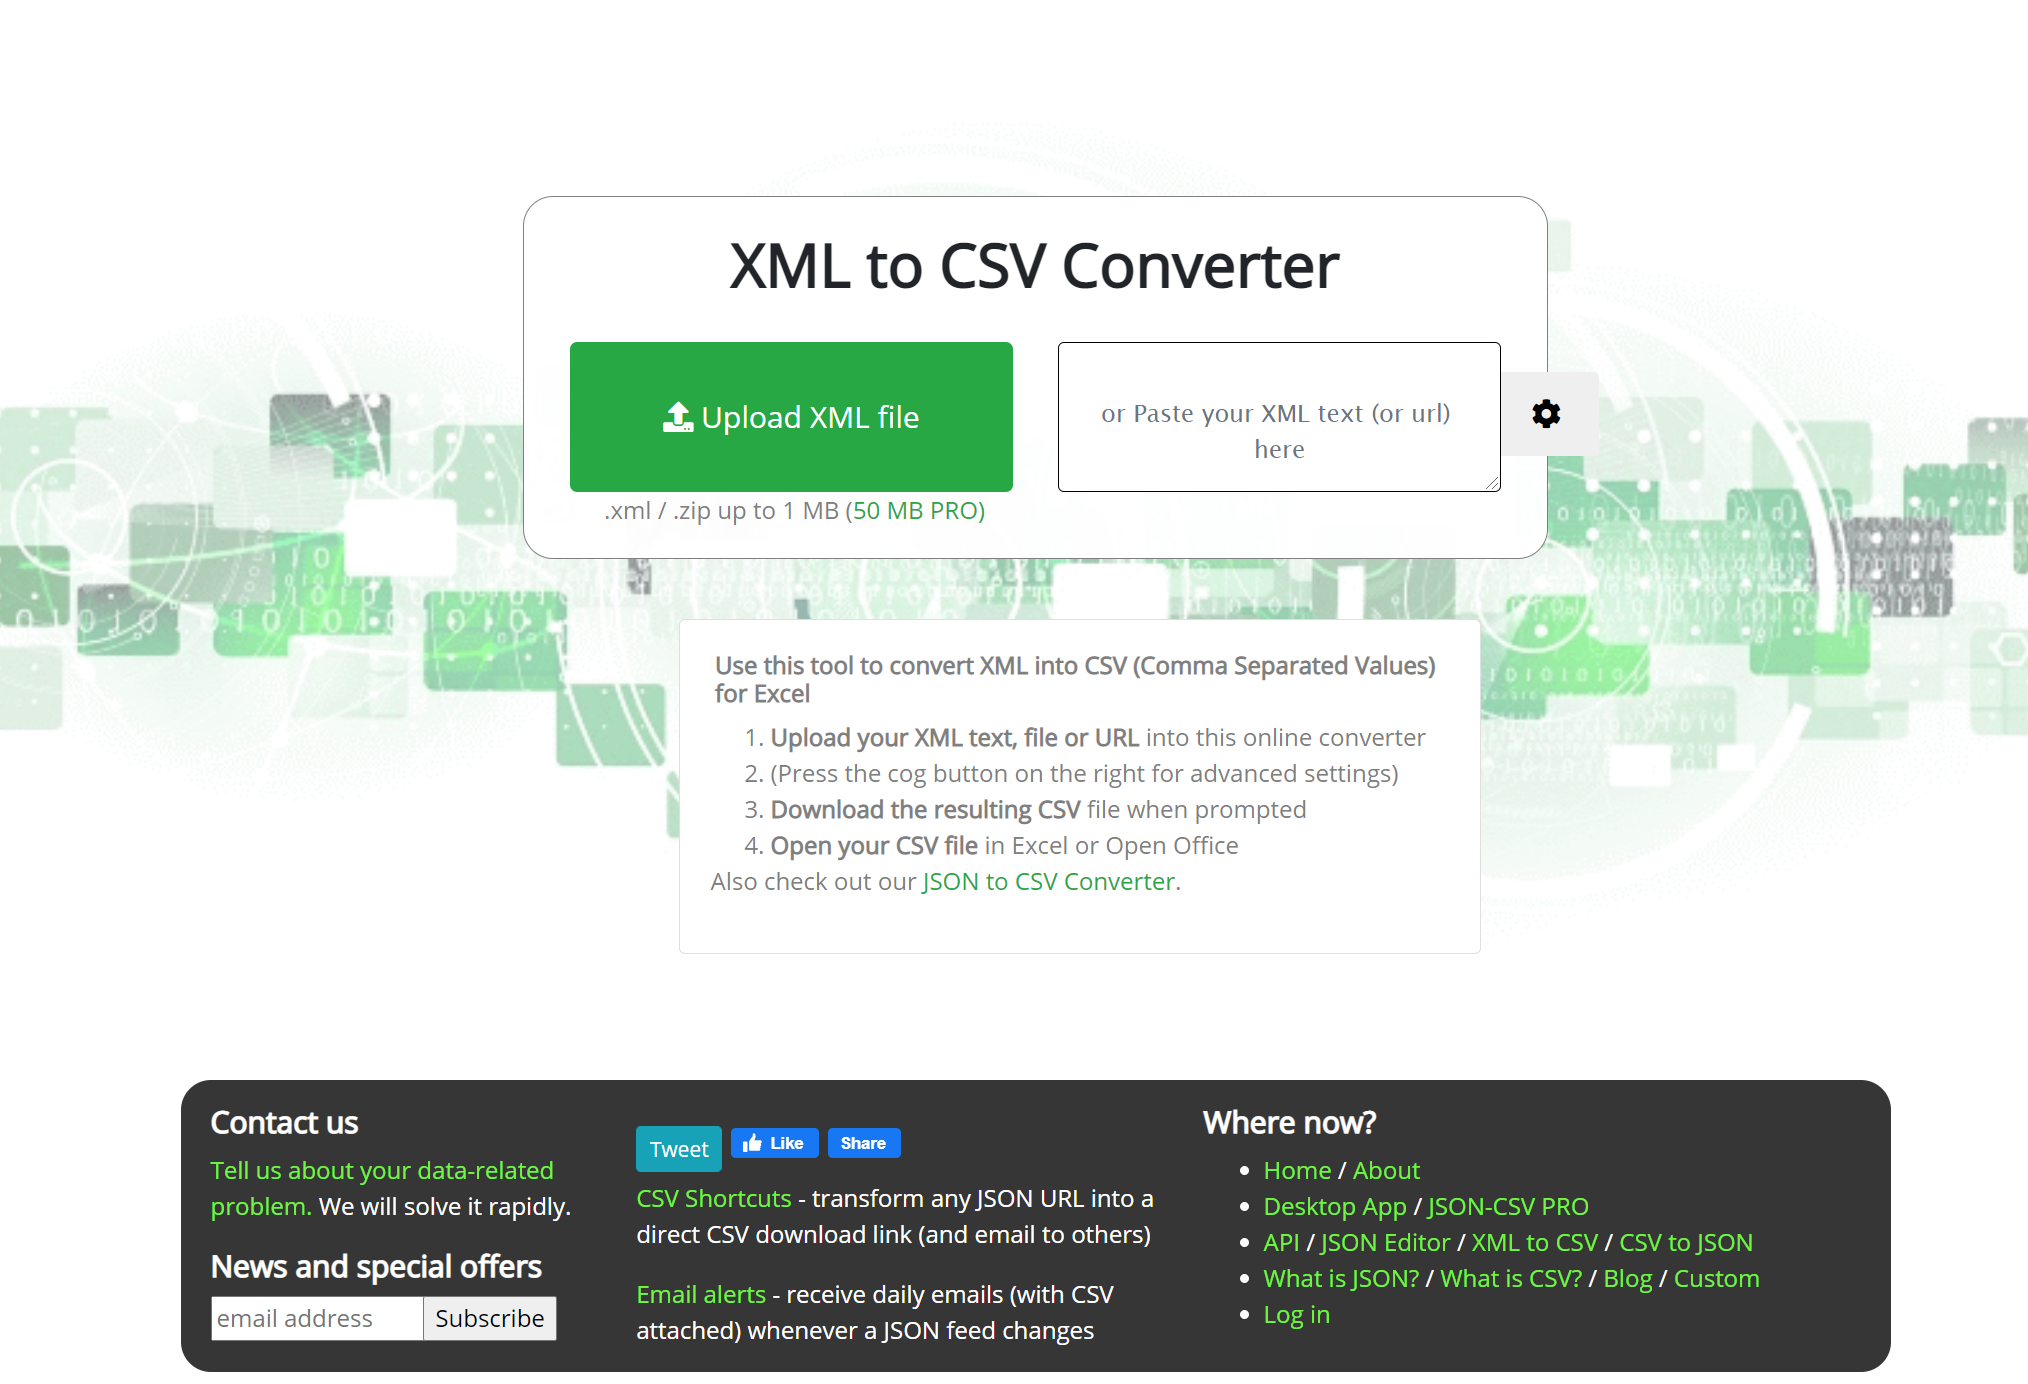 XML to CSV Converter
Upload XML file
or Paste your XML text (or url)
here
.xml / .zip up to 1 MB (50 MB PRO)
Use this tool to convert XML into CSV (Comma Separated Values)
for Excel
1. Upload your XML text, file or URL into this online converter
2. (Press the cog button on the right for advanced settings)
3. Download the resulting CSV file when prompted
4. Open your CSV file in Excel or Open Office
Also check out our JSON to CSV Converter.
Contact us
Tell us about your data-related
problem. We will solve it rapidly.
News and special offers
email address Subscribe
Tweet Like Share
CSV Shortcuts - transform any JSON URL into a
direct CSV download link (and email to others)
Email alerts - receive daily emails (with CSV
attached) whenever a JSON feed changes
Where now?
Home / About
Desktop App / JSON-CSV PRO
API / JSON Editor / XML to CSV / CSV to JSON
What is JSON? / What is CSV? / Blog / Custom
Log in